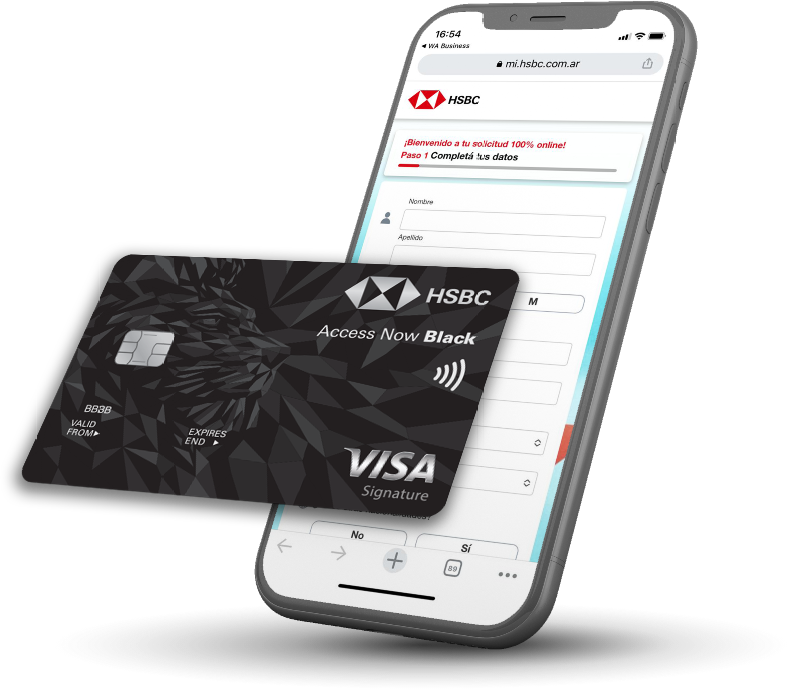 16:54
◀ WA Business
mi.hsbc.com.ar
HSBC
¡Bienvenido a tu solicitud 100% online!
Paso 1 Completá tus datos
Nombre
Apellido
M
No
Sí
89
HSBC
Access Now Black
BBBB
VALID
FROM▶
EXPIRES
END ▶
VISA
Signature